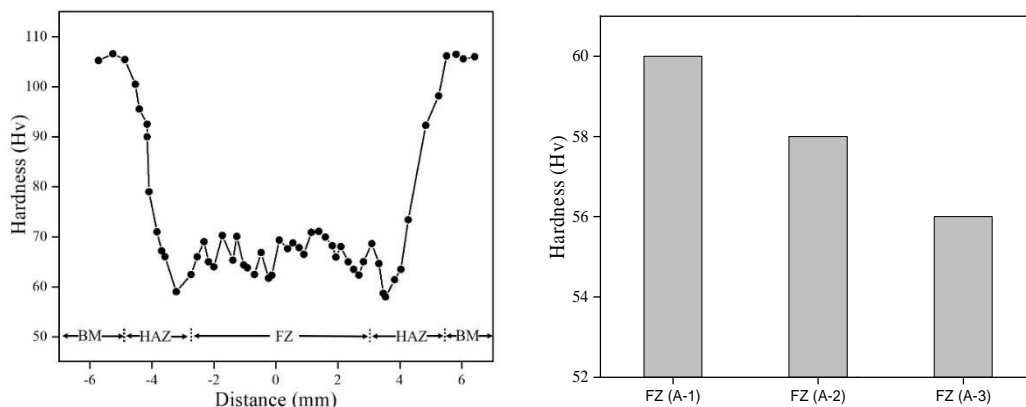 110
100
90
80
70
60
50
Hardness (Hv)
BM HAZ FZ HAZ BM
-6 -4 -2 0 2 4 6
Distance (mm)
60
58
56
54
52
Hardness (Hv)
FZ (A-1) FZ (A-2) FZ (A-3)